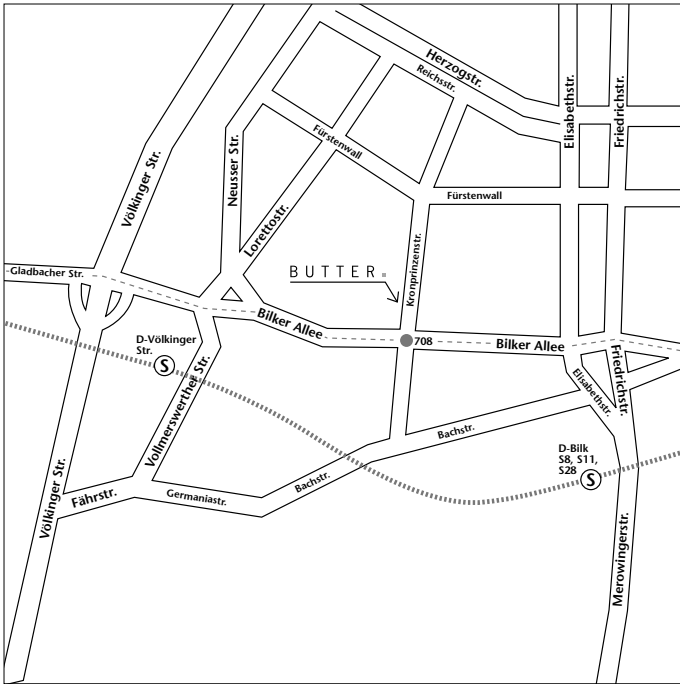 Herzogstr.
Reichsstr.
Elisabethstr.
Friedrichstr.
Völkinger Str.
Neusser Str.
Fürstenwall
Lorettostr.
Fürstenwall
Kronprinzenstr.
Gladbacher Str.
BUTTER.
Bilker Allee
708
Bilker Allee
D-Völkinger
Str.
S
Vollmerswerther Str.
Elisabethstr.
Friedrichstr.
Bachstr.
D-Bilk
S8, S11,
S28
S
Völkinger Str.
Fährstr.
Germaniastr.
Bachstr.
Merowingerstr.